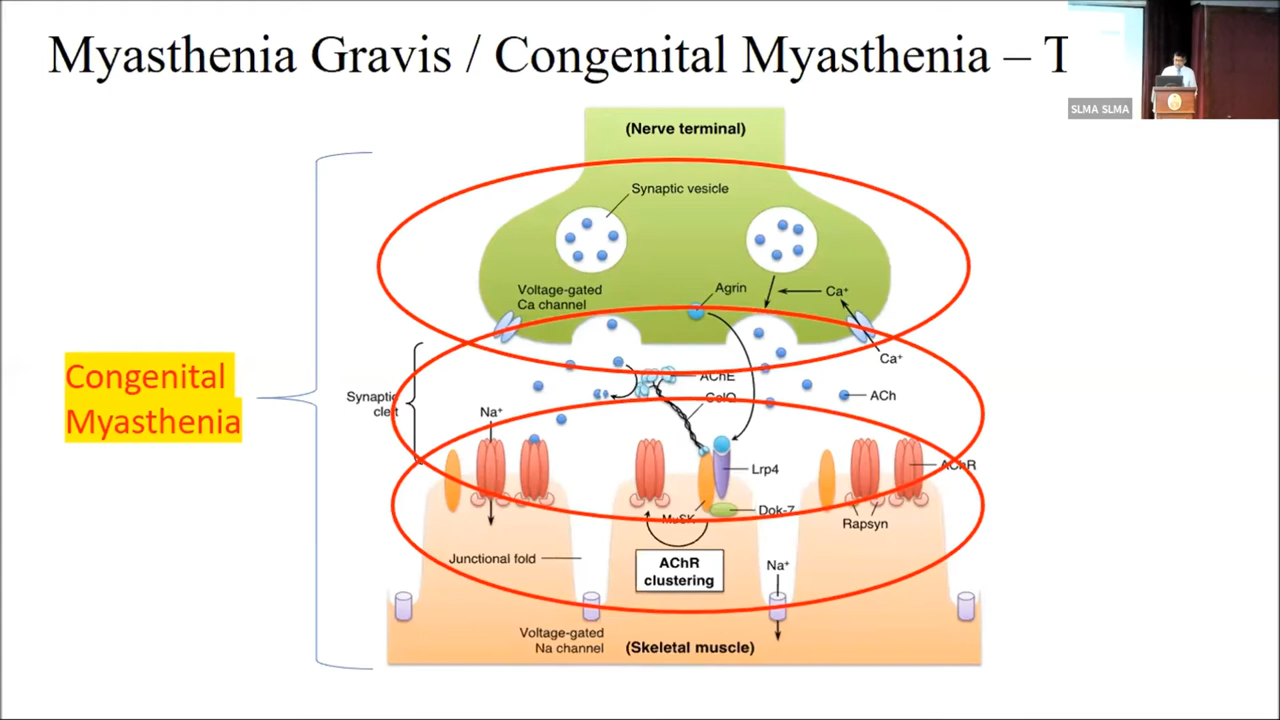 Myasthenia Gravis / Congenital Myasthenia – T
SLMA SLMA
(Nerve terminal)
Synaptic vesicle
Voltage-gated
Ca channel
Agrin
Ca⁺
Ca⁺
Congenital
Myasthenia
Synaptic
cleft
AChE
ColQ
ACh
Na⁺
Lrp4
AChR
MuSK
Dok-7
Rapsyn
Junctional fold
AChR
clustering
Na⁺
Voltage-gated
Na channel
(Skeletal muscle)